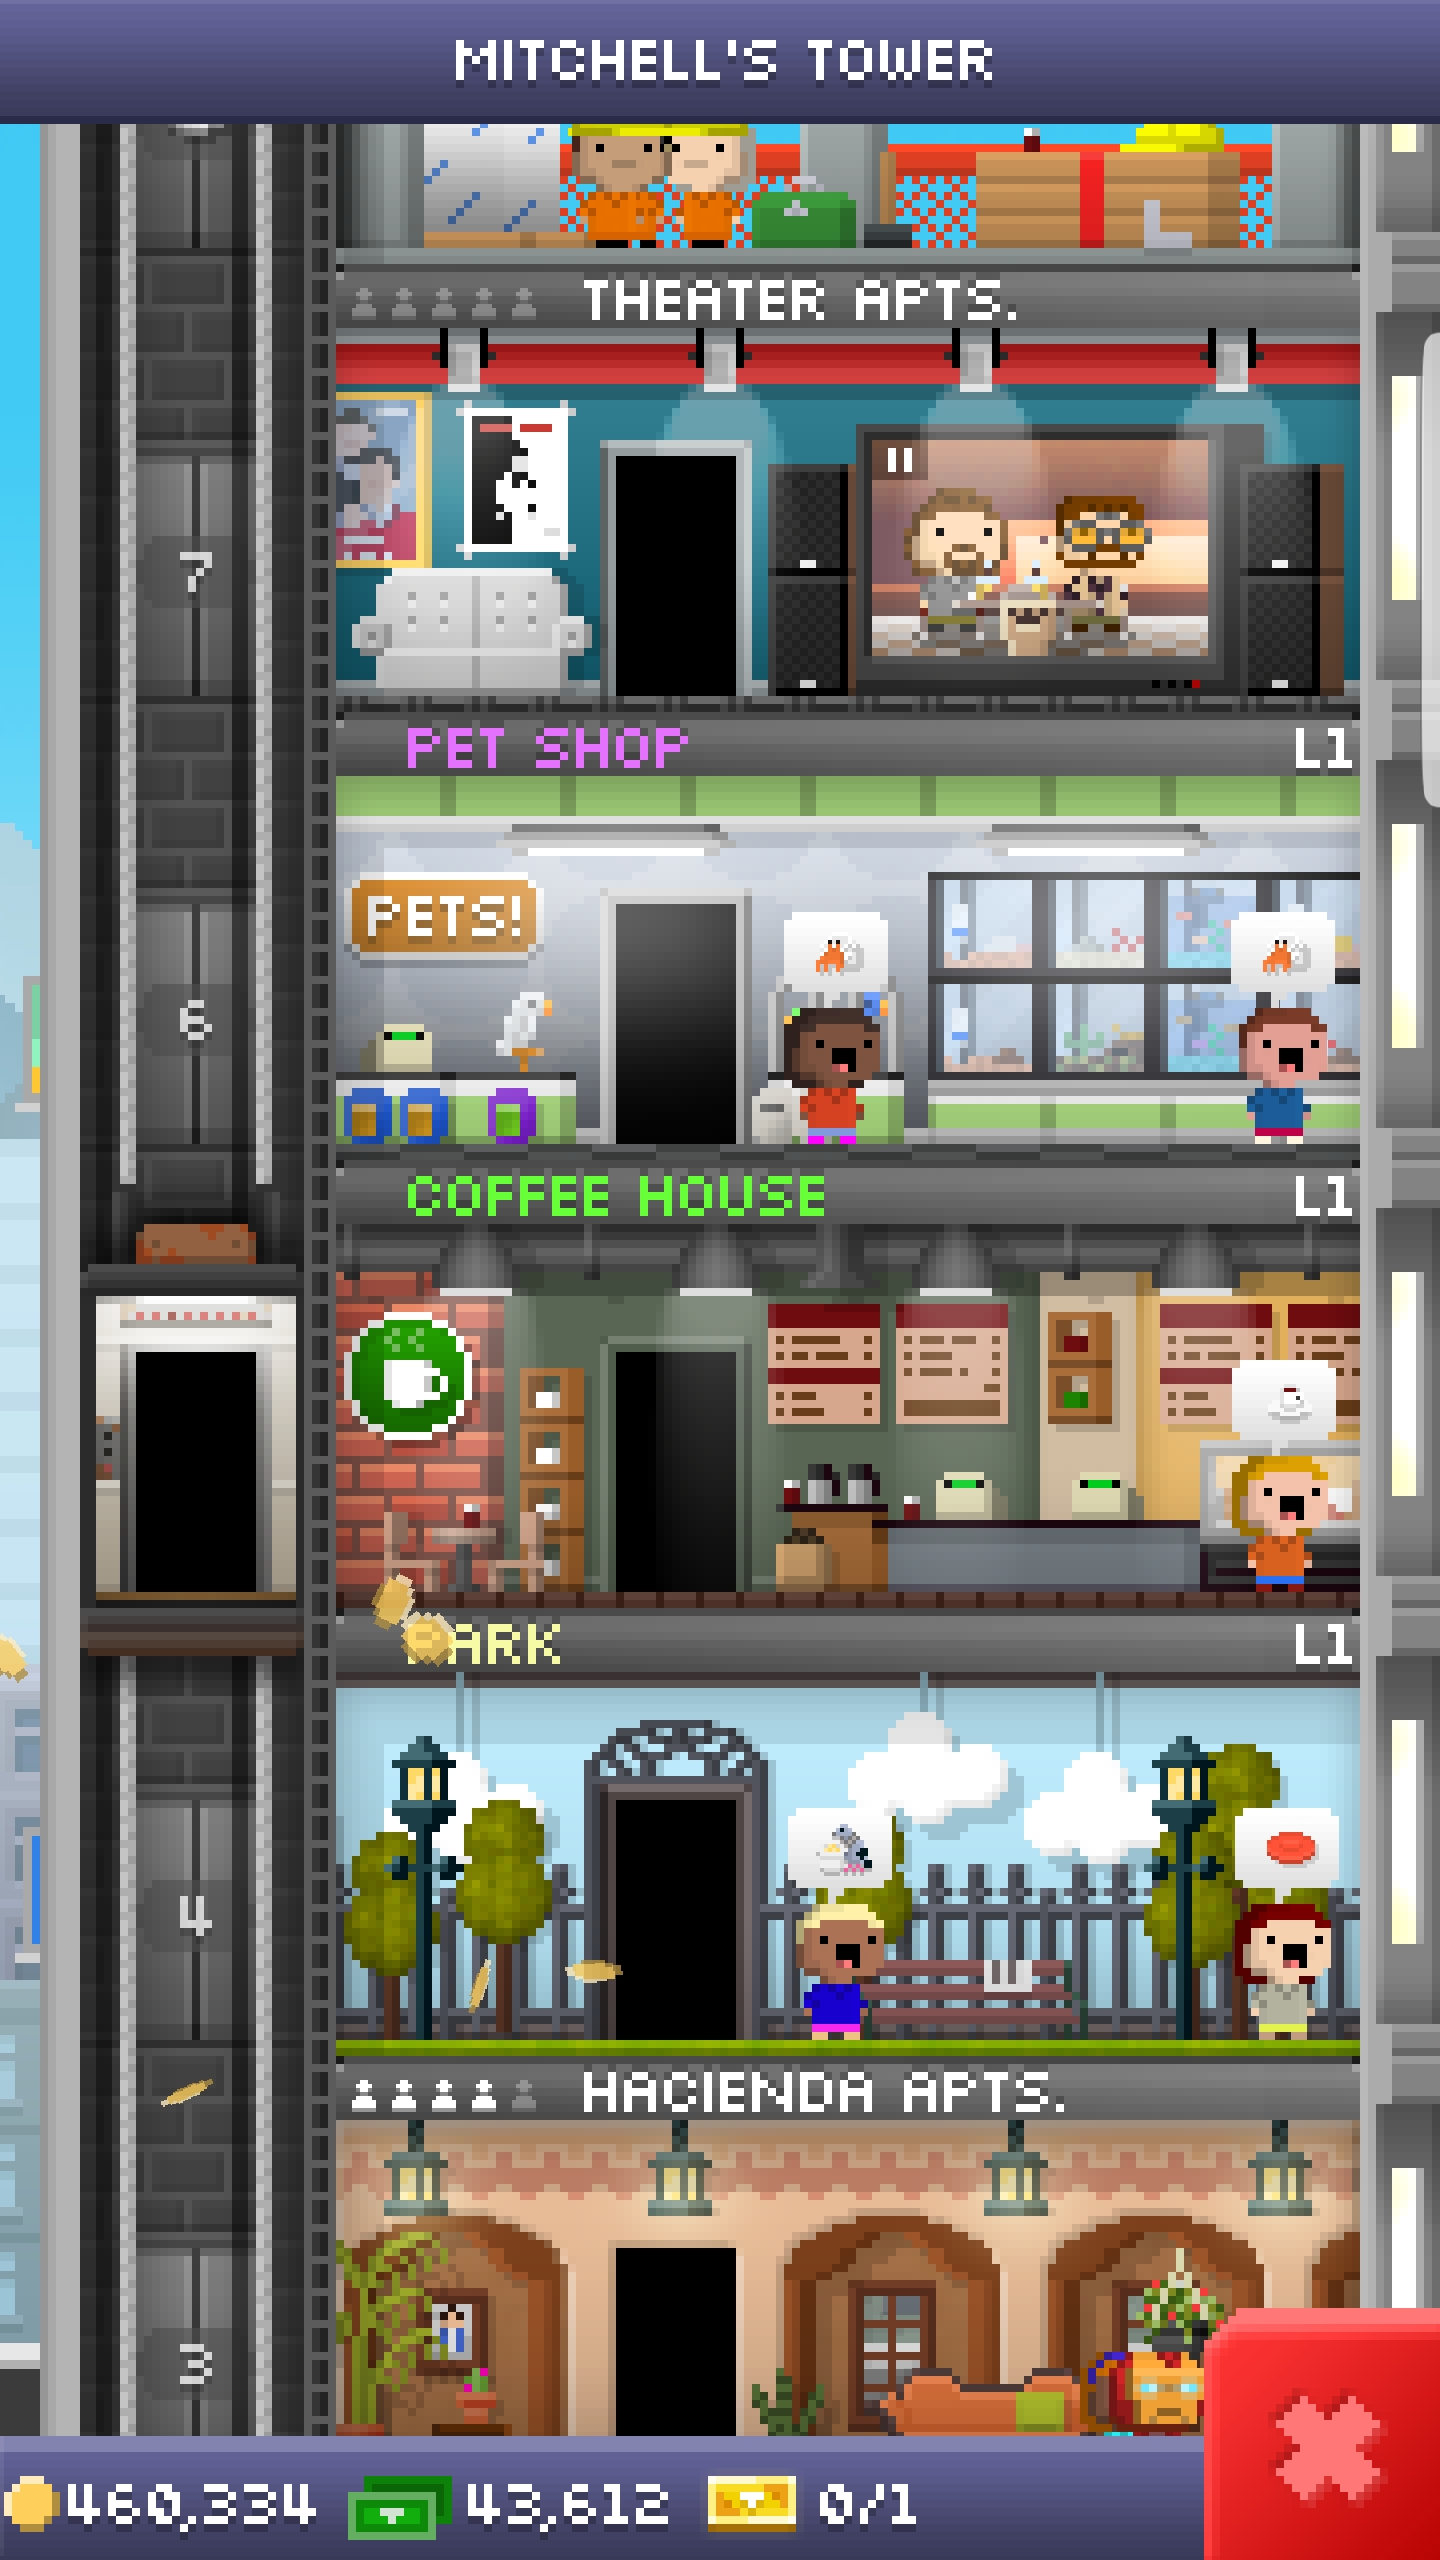 MITCHELL'S TOWER
THEATER APTS.
7
PET SHOP L1
PETS!
6
COFFEE HOUSE L1
ARK L1
4
HACIENDA APTS.
3
460,334 43,612 0/1